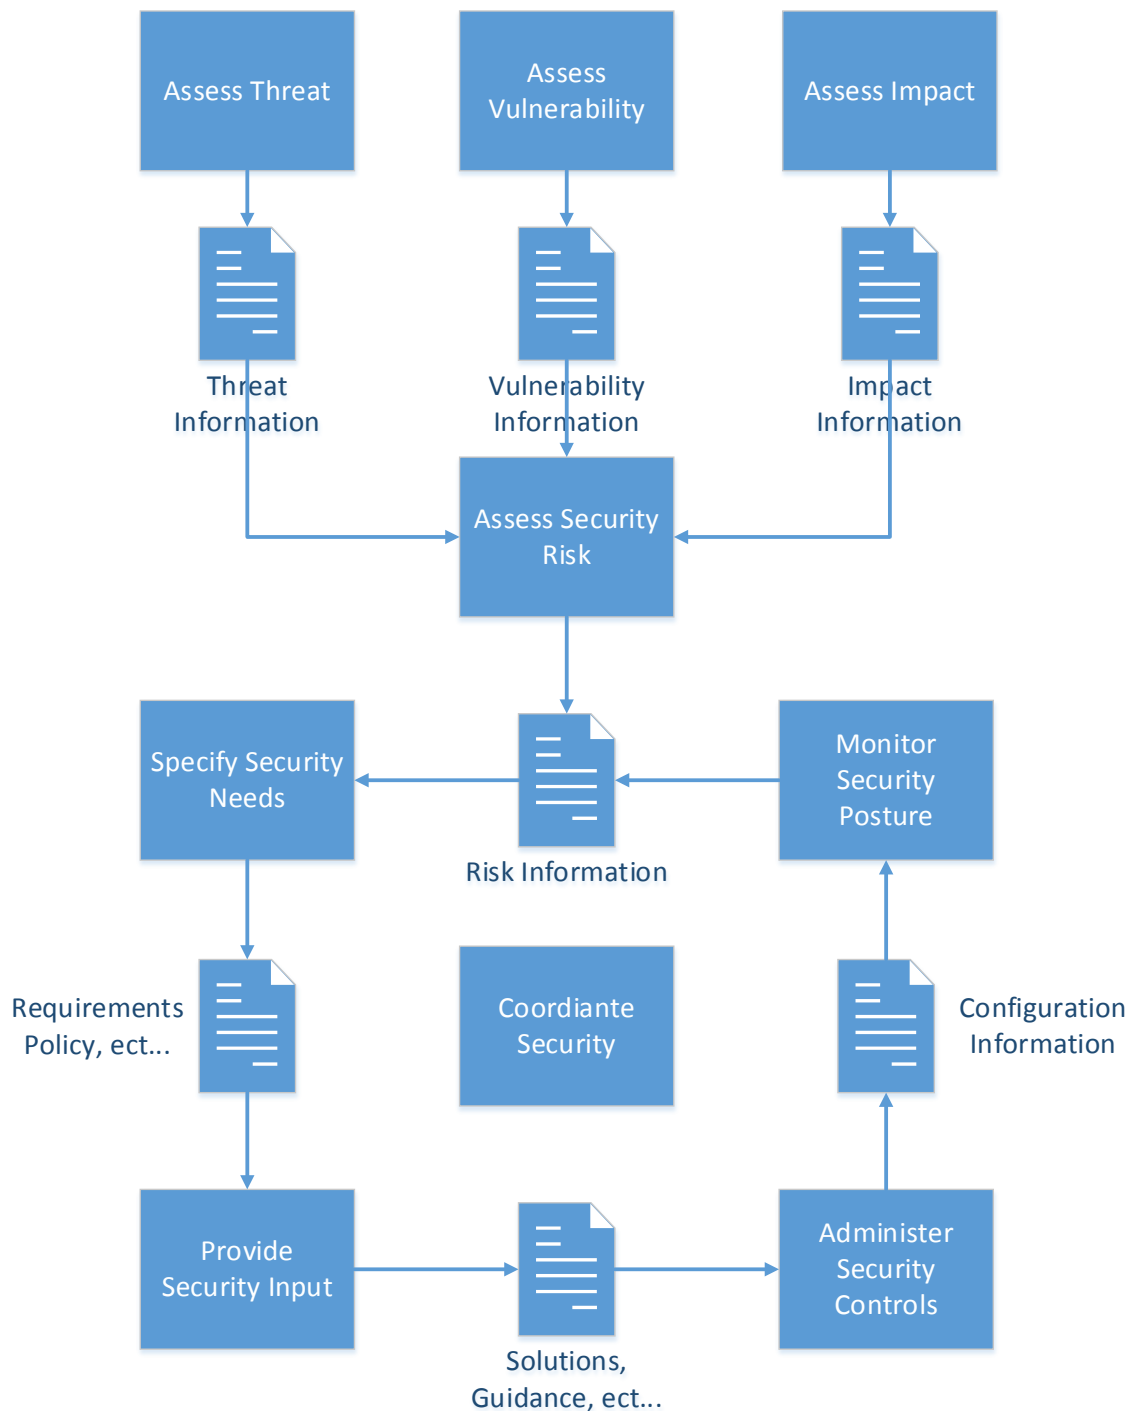 Assess Threat
Assess
Vulnerability
Assess Impact
Threat
Information
Vulnerability
Information
Impact
Information
Assess Security
Risk
Specify Security
Needs
Risk Information
Monitor
Security
Posture
Requirements
Policy, ect...
Coordiante
Security
Configuration
Information
Provide
Security Input
Solutions,
Guidance, ect...
Administer
Security
Controls